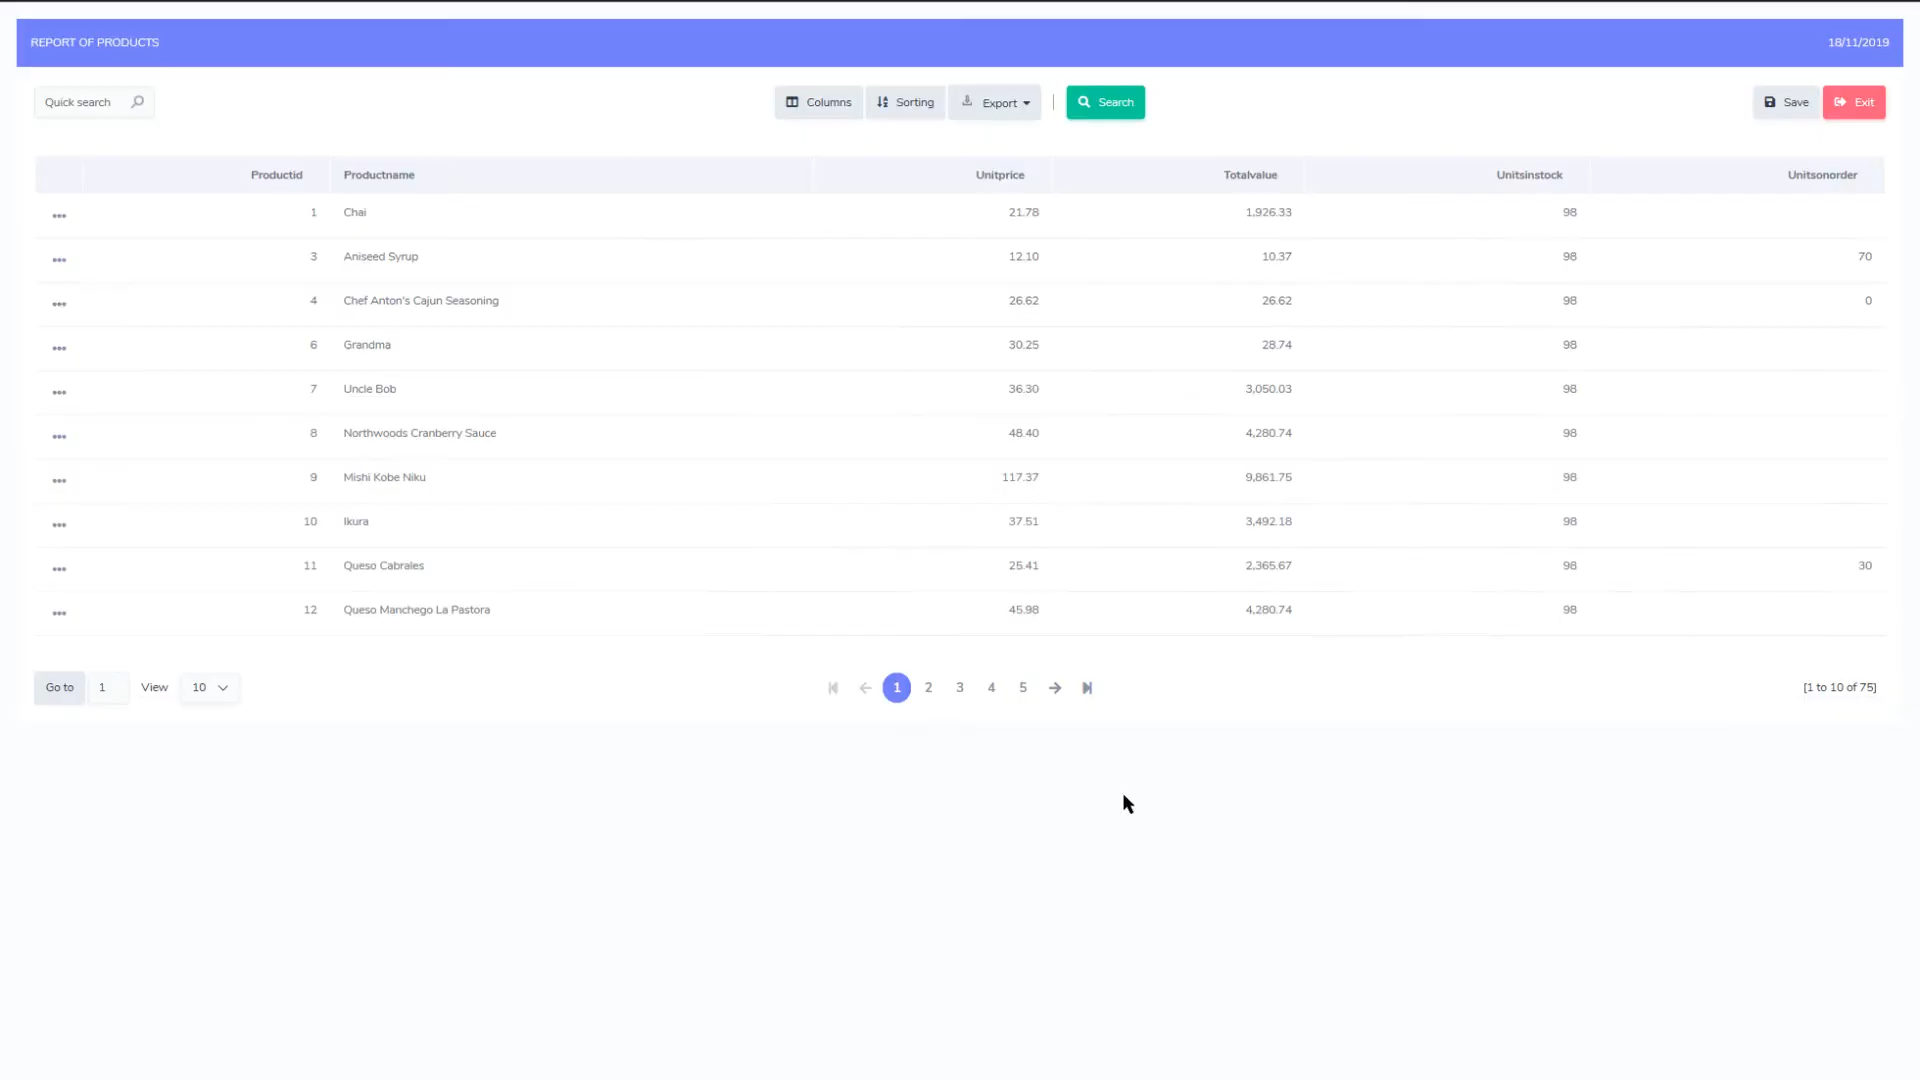 REPORT OF PRODUCTS 18/11/2019
Quick search Columns Sorting Export Search Save Exit
Productid Productname Unitprice Totalvalue Unitsinstock Unitsonorder
1 Chai 21.78 1,926.33 98
3 Aniseed Syrup 12.10 10.37 98 70
4 Chef Anton's Cajun Seasoning 26.62 26.62 98 0
6 Grandma 30.25 28.74 98
7 Uncle Bob 36.30 3,050.03 98
8 Northwoods Cranberry Sauce 48.40 4,280.74 98
9 Mishi Kobe Niku 117.37 9,861.75 98
10 Ikura 37.51 3,492.18 98
11 Queso Cabrales 25.41 2,365.67 98 30
12 Queso Manchego La Pastora 45.98 4,280.74 98
Go to 1 View 10 1 2 3 4 5 [1 to 10 of 75]